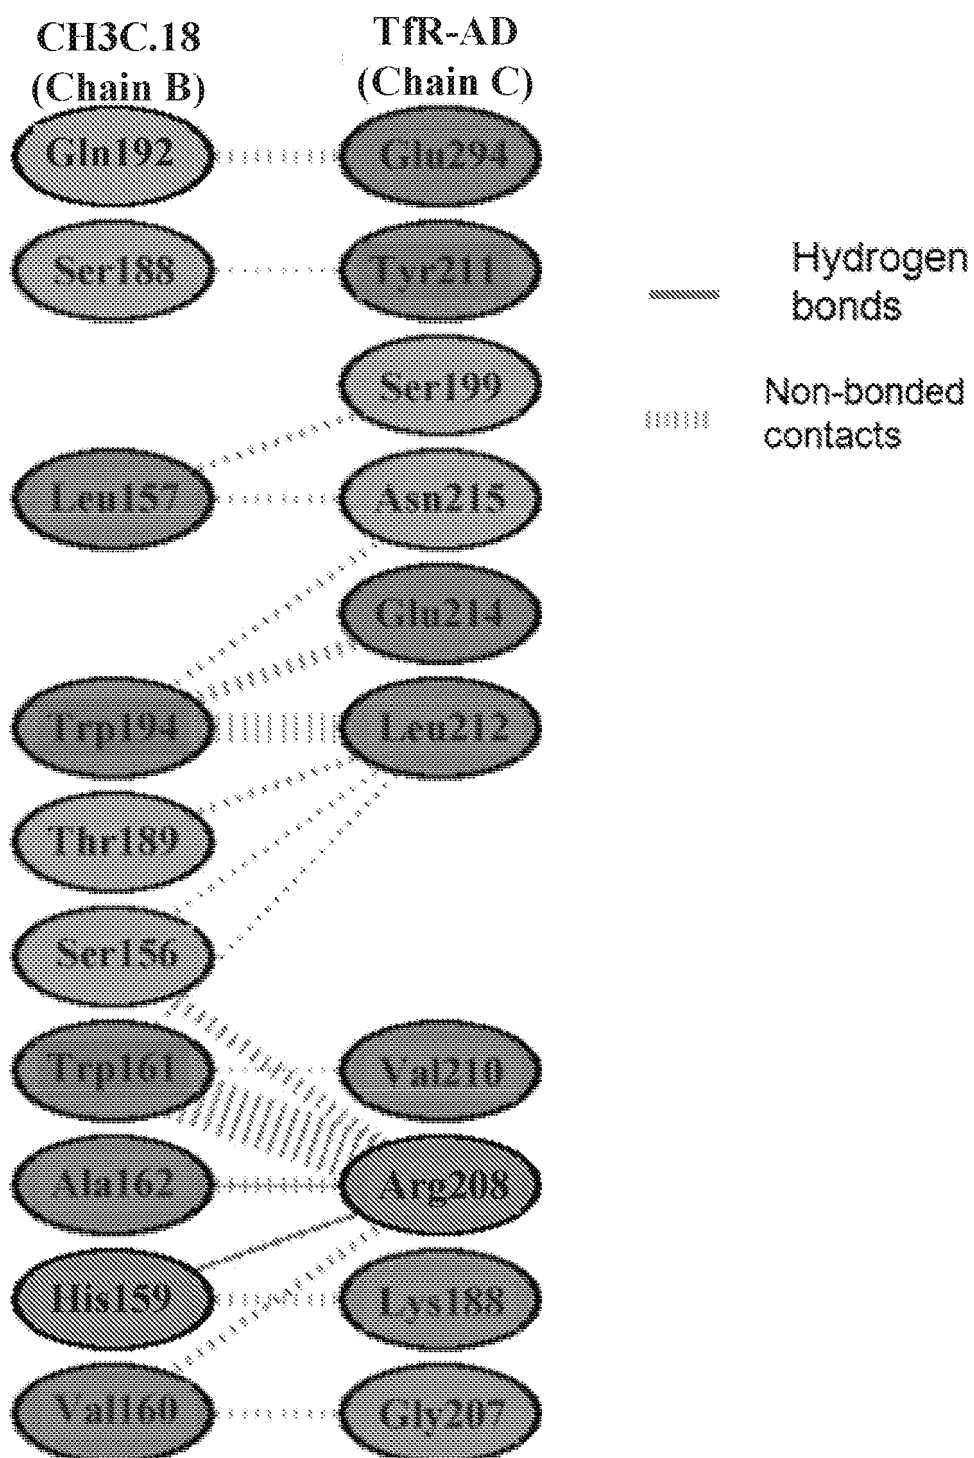 CH3C.18
(Chain B)
TfR-AD
(Chain C)
Gln192
Glu294
Ser188
Tyr211
Hydrogen
bonds
Ser199
Non-bonded
contacts
Leu157
Asn215
Glu214
Trp194
Leu212
Thr189
Ser156
Trp161
Val210
Ala162
Arg208
His159
Lys188
Val160
Gly207